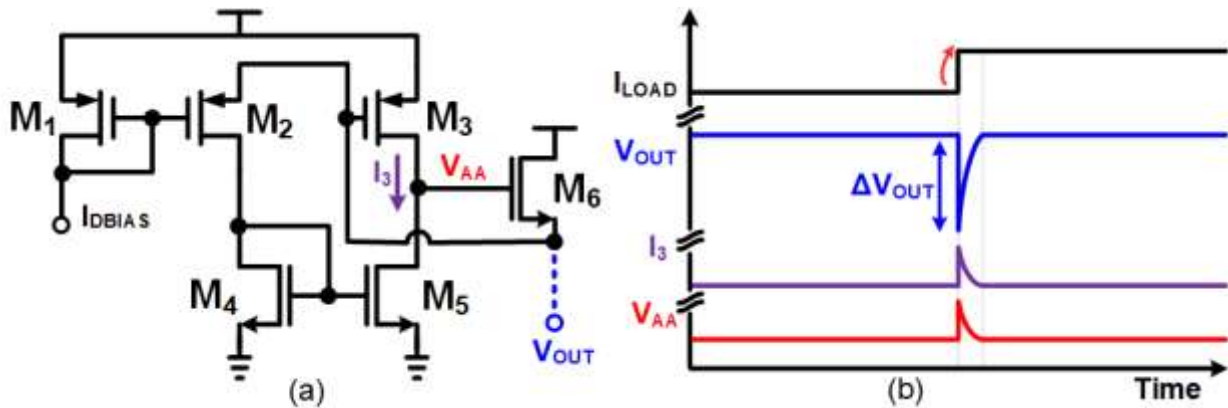 M1
M2
M3
I3
VAA
M6
IDBIAS
M4
M5
VOUT
(a)
ILOAD
VOUT
ΔVOUT
I3
VAA
(b)
Time